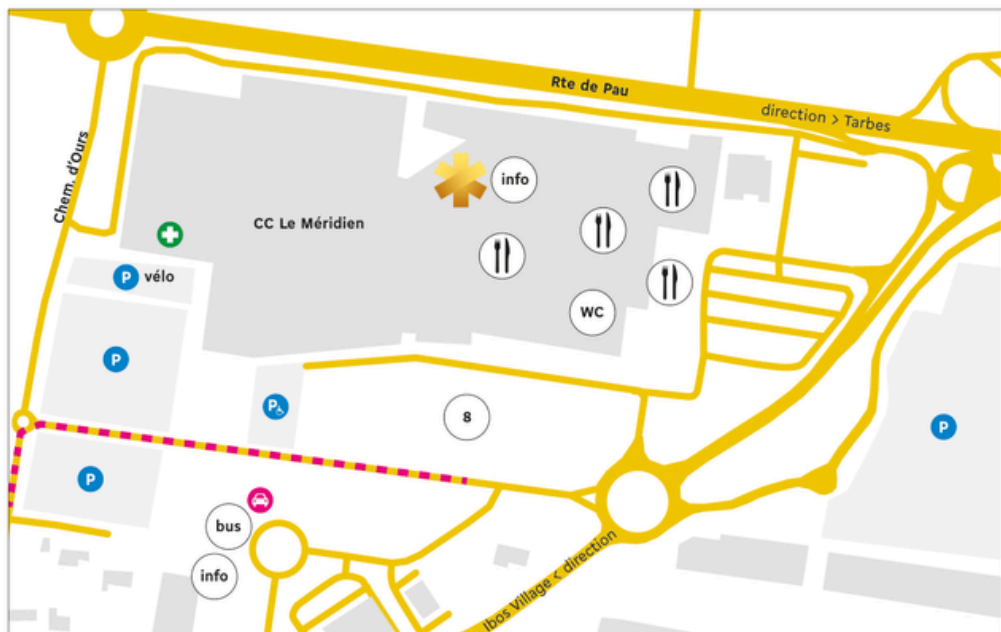 Rte de Pau
direction > Tarbes
Chem. d'Ours
info
CC Le Méridien
P vélo
WC
P
P
8
P
P
bus
info
Ibos Village < direction